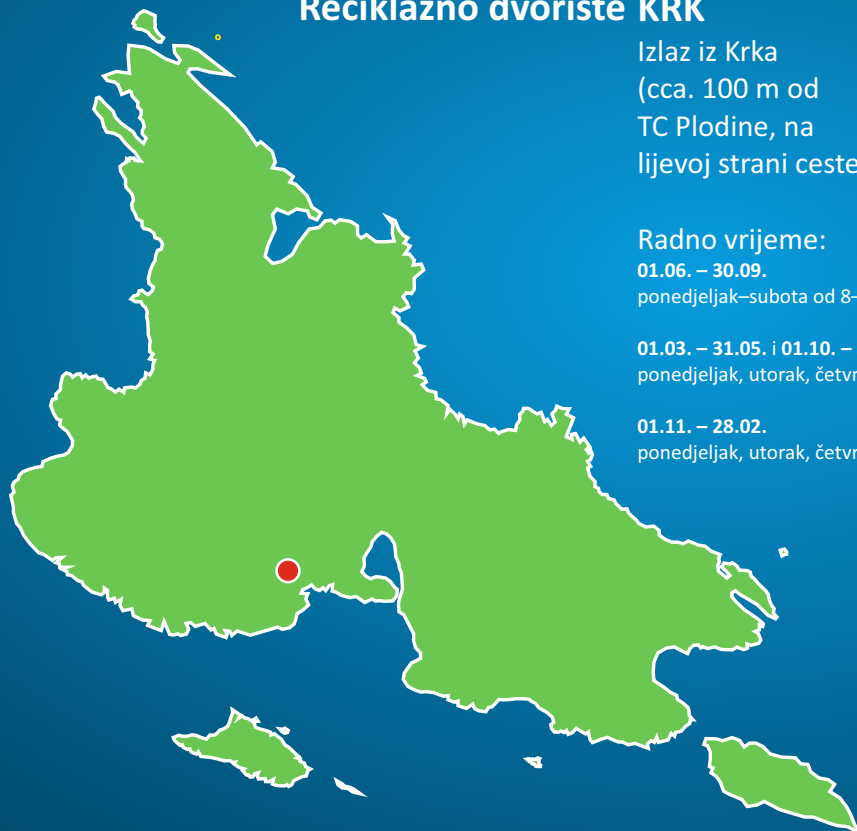 Reciklažno dvorište KRK
Izlaz iz Krka
(cca. 100 m od
TC Plodine, na
lijevoj strani ceste
Radno vrijeme:
01.06. – 30.09.
ponedjeljak–subota od 8–
01.03. – 31.05. i 01.10. –
ponedjeljak, utorak,
01.11. – 28.02.
ponedjeljak, utorak,